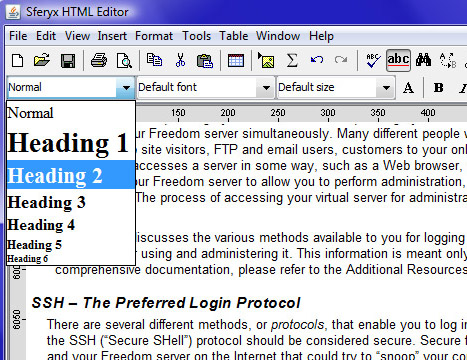 Sferyx HTML Editor
File Edit View Insert Format Tools Table Window Help
abc
Normal Default font Default size A B I
150 200 250 300 350 400
Normal
Heading 1
Heading 2
Heading 3
Heading 4
Heading 5
Heading 6
ur Freedom server simultaneously. Many different people w
site visitors, FTP and email users, customers to your onl
accesses a server in some way, such as a Web browser,
ur Freedom server to allow you to perform administration,
The process of accessing your virtual server for administra
iscusses the various methods available to you for logging
using and administering it. This information is meant only
comprehensive documentation, please refer to the Additional Resources
SSH – The Preferred Login Protocol
There are several different methods, or protocols, that enable you to log in
the SSH (“Secure SHell”) protocol should be considered secure. Secure
and your Freedom server on the Internet that could try to “snoop” your co
6050